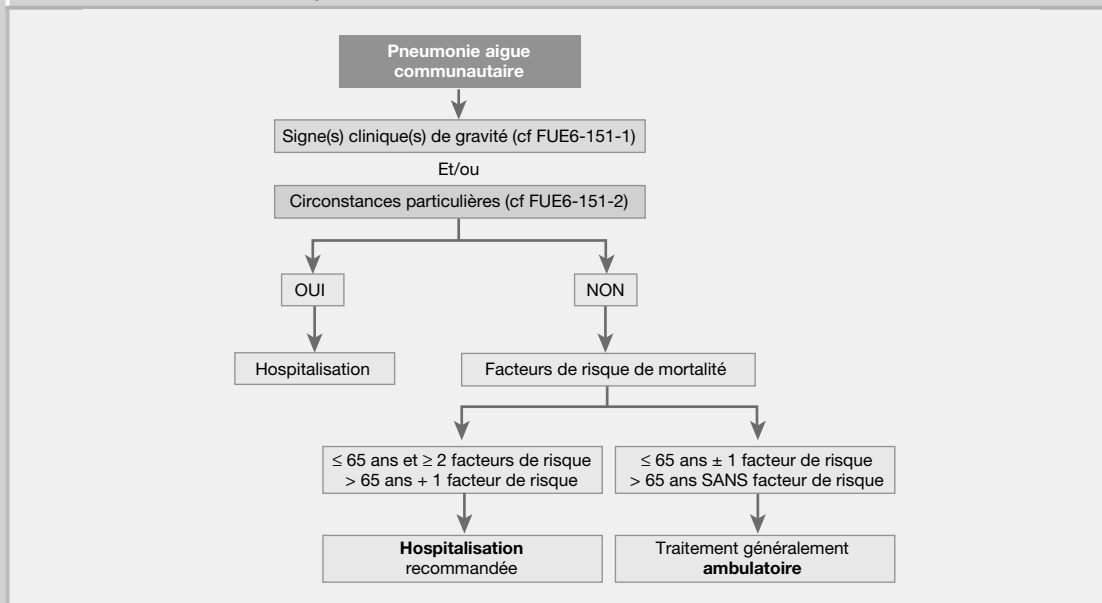 Pneumonie aigue
communautaire
Signe(s) clinique(s) de gravité (cf FUE6-151-1)
Et/ou
Circonstances particulières (cf FUE6-151-2)
OUI
NON
Hospitalisation
Facteurs de risque de mortalité
≤ 65 ans et ≥ 2 facteurs de risque
> 65 ans + 1 facteur de risque
≤ 65 ans ± 1 facteur de risque
> 65 ans SANS facteur de risque
Hospitalisation
recommandée
Traitement généralement
ambulatoire